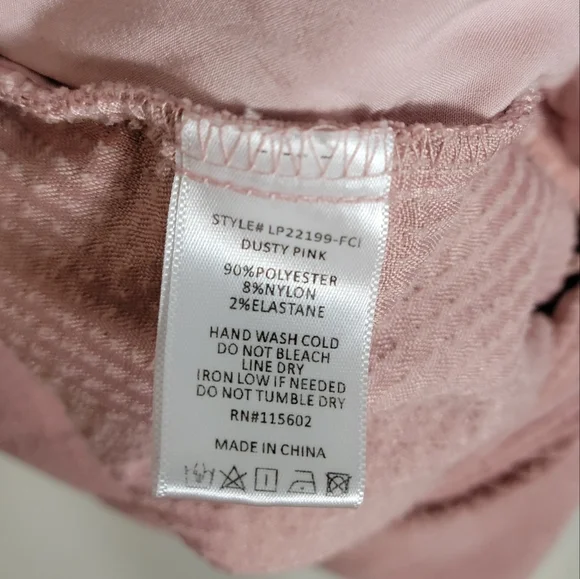 STYLE# LP22199-FCI
DUSTY PINK
90%POLYESTER
8%NYLON
2%ELASTANE
HAND WASH COLD
DO NOT BLEACH
LINE DRY
IRON LOW IF NEEDED
DO NOT TUMBLE DRY
RN#115602
MADE IN CHINA